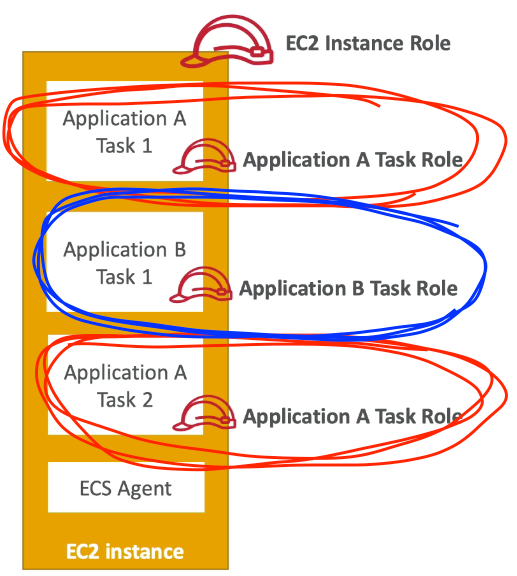 EC2 Instance Role
Application A
Task 1
Application A Task Role
Application B
Task 1
Application B Task Role
Application A
Task 2
Application A Task Role
ECS Agent
EC2 instance